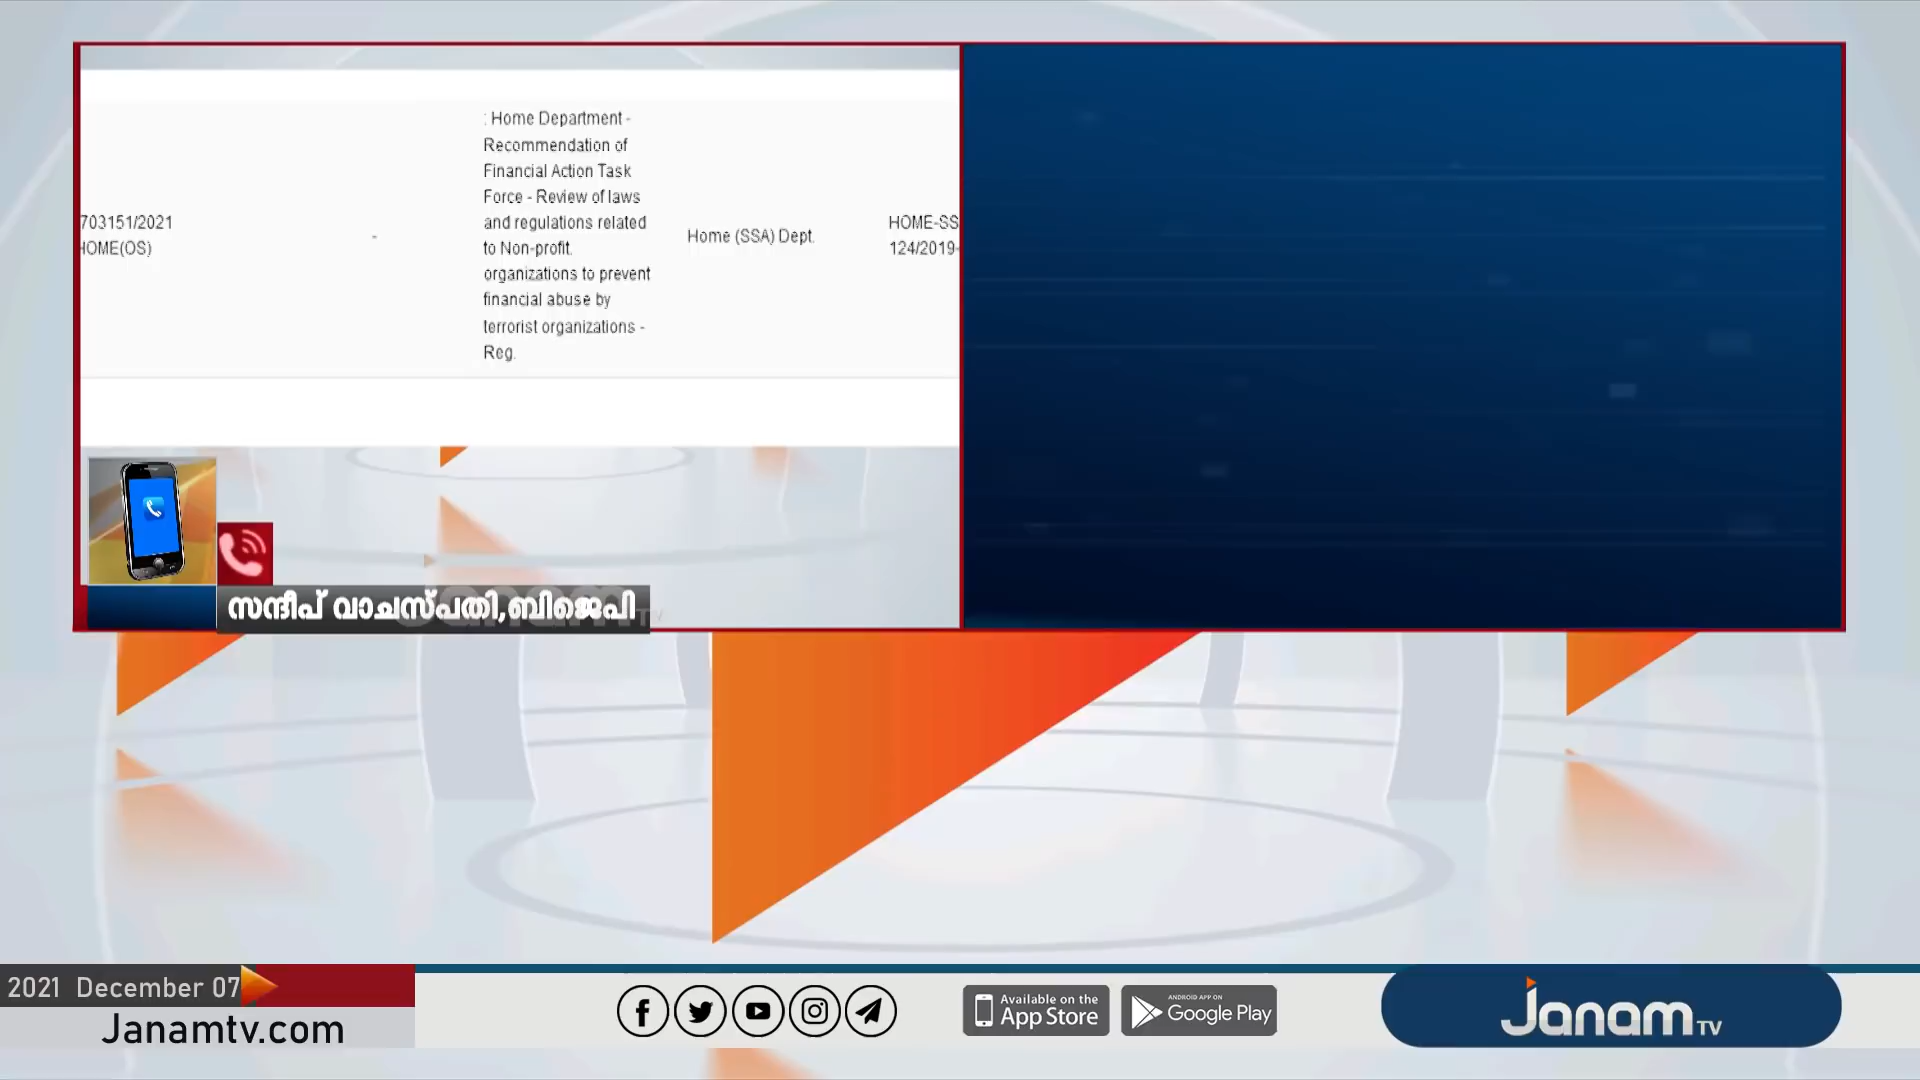 : Home Department -
Recommendation of
Financial Action Task
Force - Review of laws
and regulations related
to Non-profit.
organizations to prevent
financial abuse by
terrorist organizations -
Reg.
703151/2021
HOME(OS)
-
Home (SSA) Dept.
HOME-SS
124/2019-
സന്ദീപ് വാചസ്പതി,ബിജെപി
Janam TV
2021 December 07
Janamtv.com
Available on the
App Store
ANDROID APP ON
Google Play
Janam TV